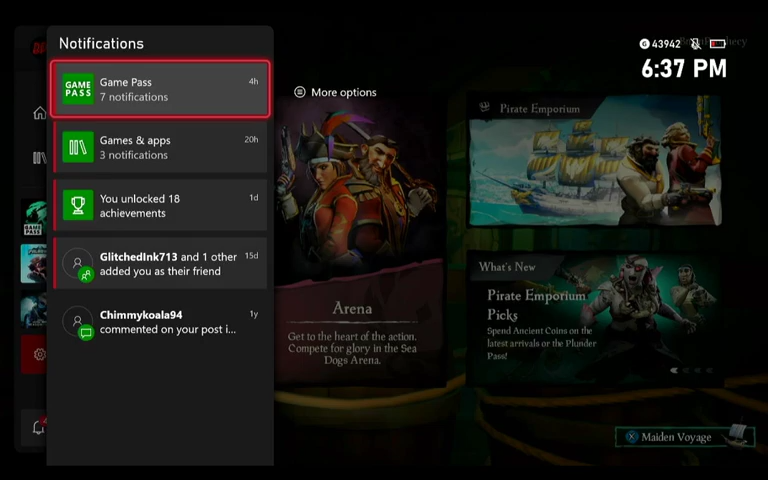 Notifications
GAME
PASS
Game Pass
4h
7 notifications
Games & apps
20h
3 notifications
You unlocked 18
1d
achievements
GlitchedInk713 and 1 other
15d
added you as their friend
Chimmykoala94
1y
commented on your post i...
More options
G 43942
6:37 PM
Arena
Get to the heart of the action.
Compete for glory in the Sea
Dogs Arena.
Pirate Emporium
What's New
Pirate Emporium
Picks
Spend Ancient Coins on the
latest arrivals or the Plunder
Pass!
X Maiden Voyage
GAME
PASS